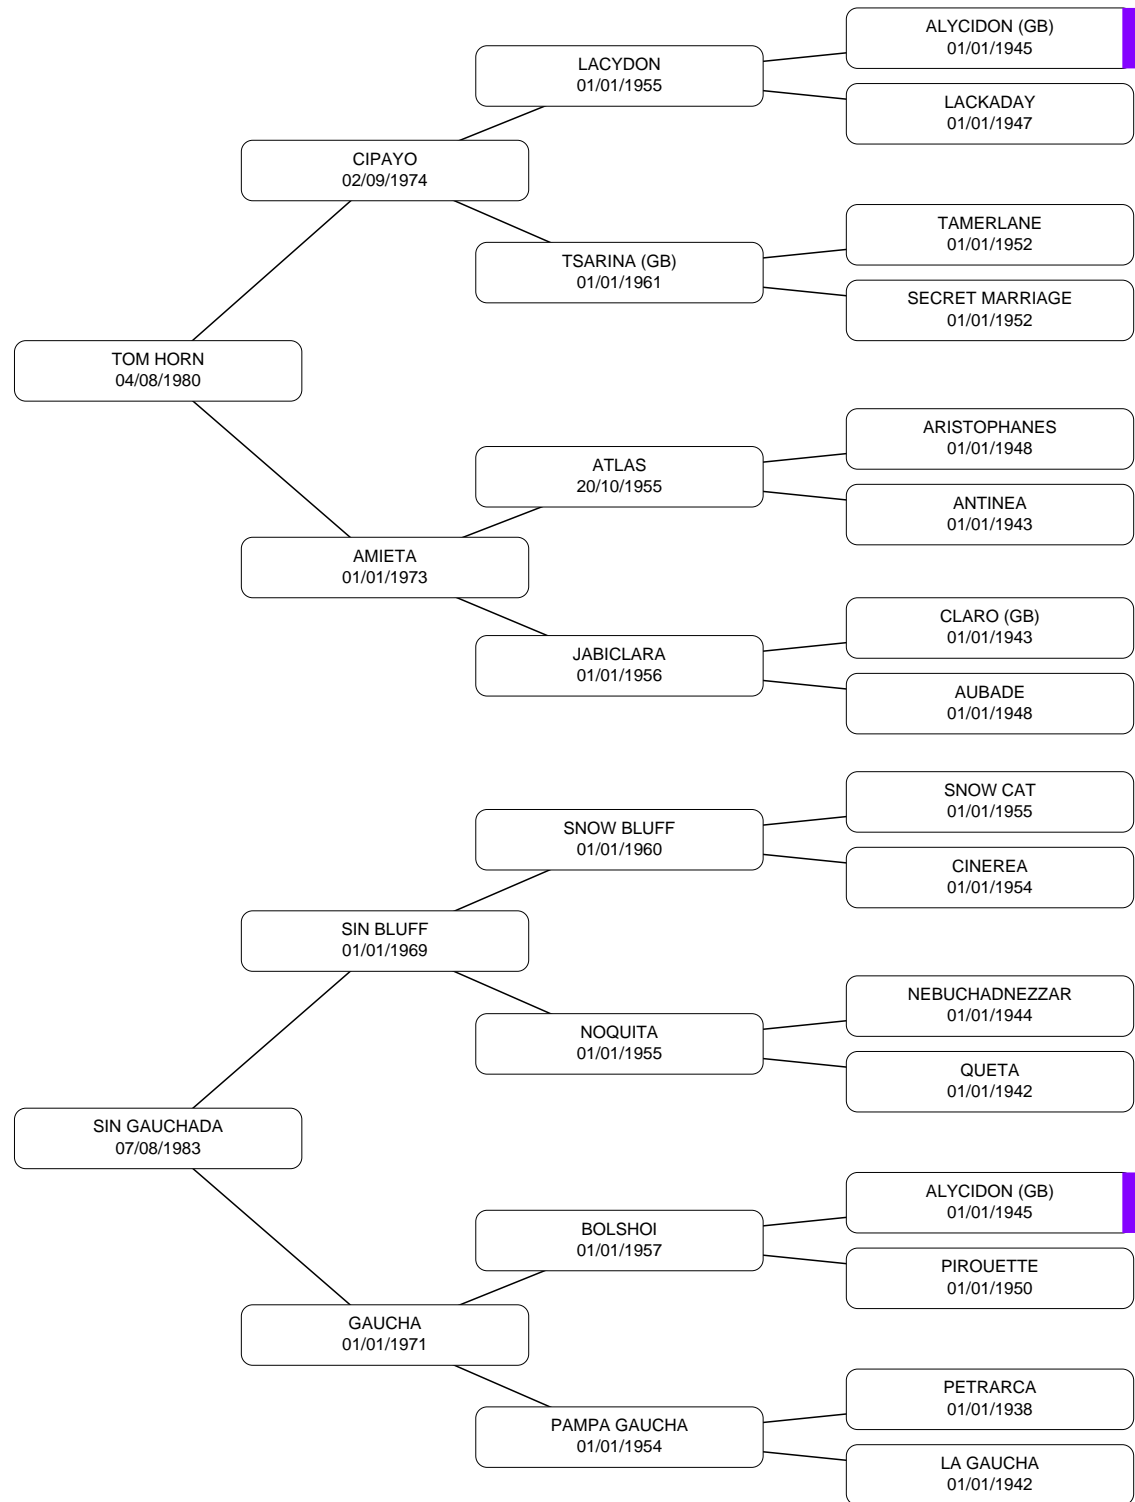 ALYCIDON (GB)
01/01/1945
LACYDON
01/01/1955
LACKADAY
01/01/1947
CIPAYO
02/09/1974
TAMERLANE
01/01/1952
TSARINA (GB)
01/01/1961
SECRET MARRIAGE
01/01/1952
TOM HORN
04/08/1980
ARISTOPHANES
01/01/1948
ATLAS
20/10/1955
ANTINEA
01/01/1943
AMIETA
01/01/1973
CLARO (GB)
01/01/1943
JABICLARA
01/01/1956
AUBADE
01/01/1948
SNOW CAT
01/01/1955
SNOW BLUFF
01/01/1960
CINEREA
01/01/1954
SIN BLUFF
01/01/1969
NEBUCHADNEZZAR
01/01/1944
NOQUITA
01/01/1955
QUETA
01/01/1942
SIN GAUCHADA
07/08/1983
ALYCIDON (GB)
01/01/1945
BOLSHOI
01/01/1957
PIROUETTE
01/01/1950
GAUCHA
01/01/1971
PETRARCA
01/01/1938
PAMPA GAUCHA
01/01/1954
LA GAUCHA
01/01/1942